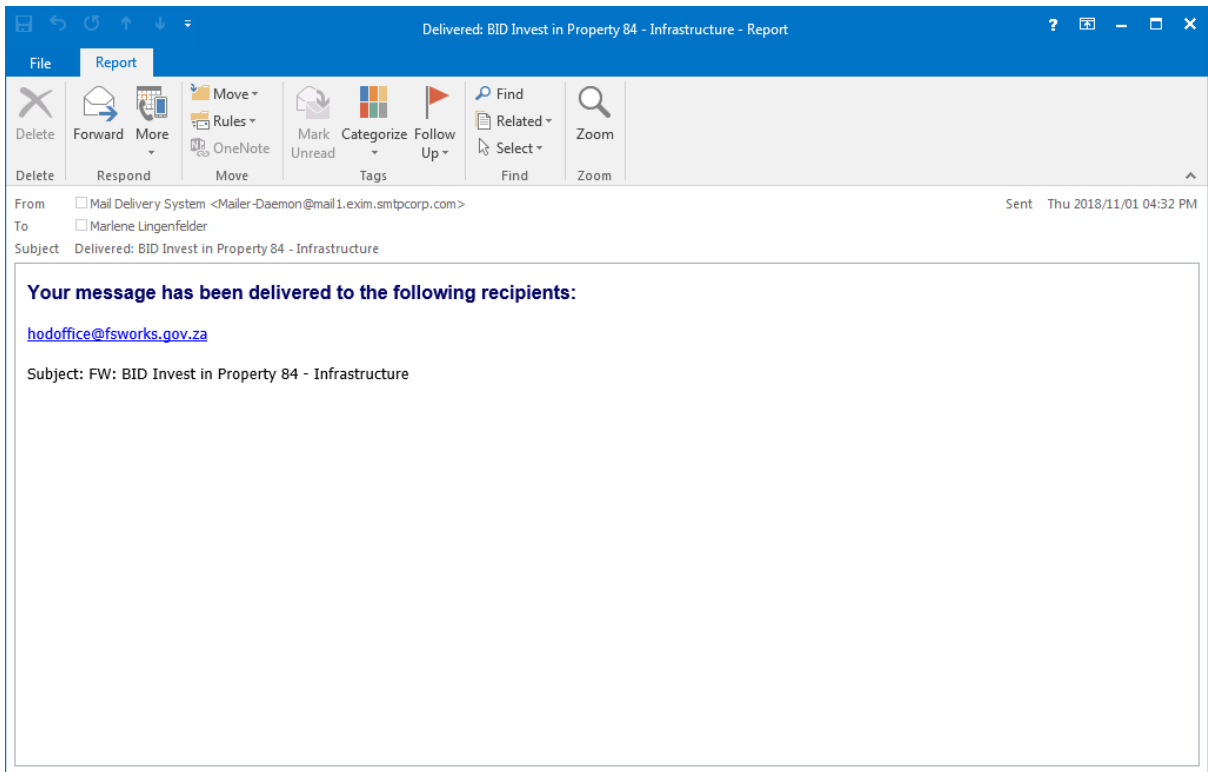 Delivered: BID Invest in Property 84 - Infrastructure - Report
File Report
Delete Forward More Move Rules OneNote Mark Unread Categorize Follow Up Find Related Select Zoom
Delete Respond Move Tags Find Zoom
From Mail Delivery System <Mailer-Daemon@mail1.exim.smtpcorp.com> Sent Thu 2018/11/01 04:32 PM
To Marlene Lingenfelder
Subject Delivered: BID Invest in Property 84 - Infrastructure
Your message has been delivered to the following recipients:
hodoffice@fsworks.gov.za
Subject: FW: BID Invest in Property 84 - Infrastructure